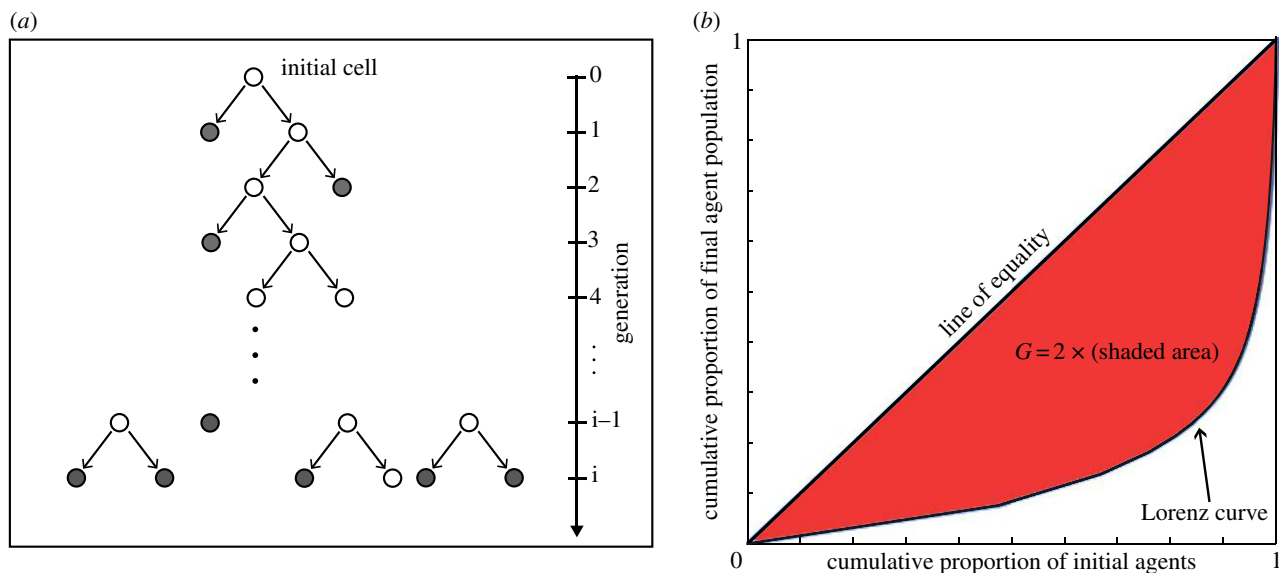 (a)
initial cell
0
1
2
3
4
⋮
i–1
i
generation
(b)
1
cumulative proportion of final agent population
line of equality
G = 2 × (shaded area)
Lorenz curve
0
cumulative proportion of initial agents
1